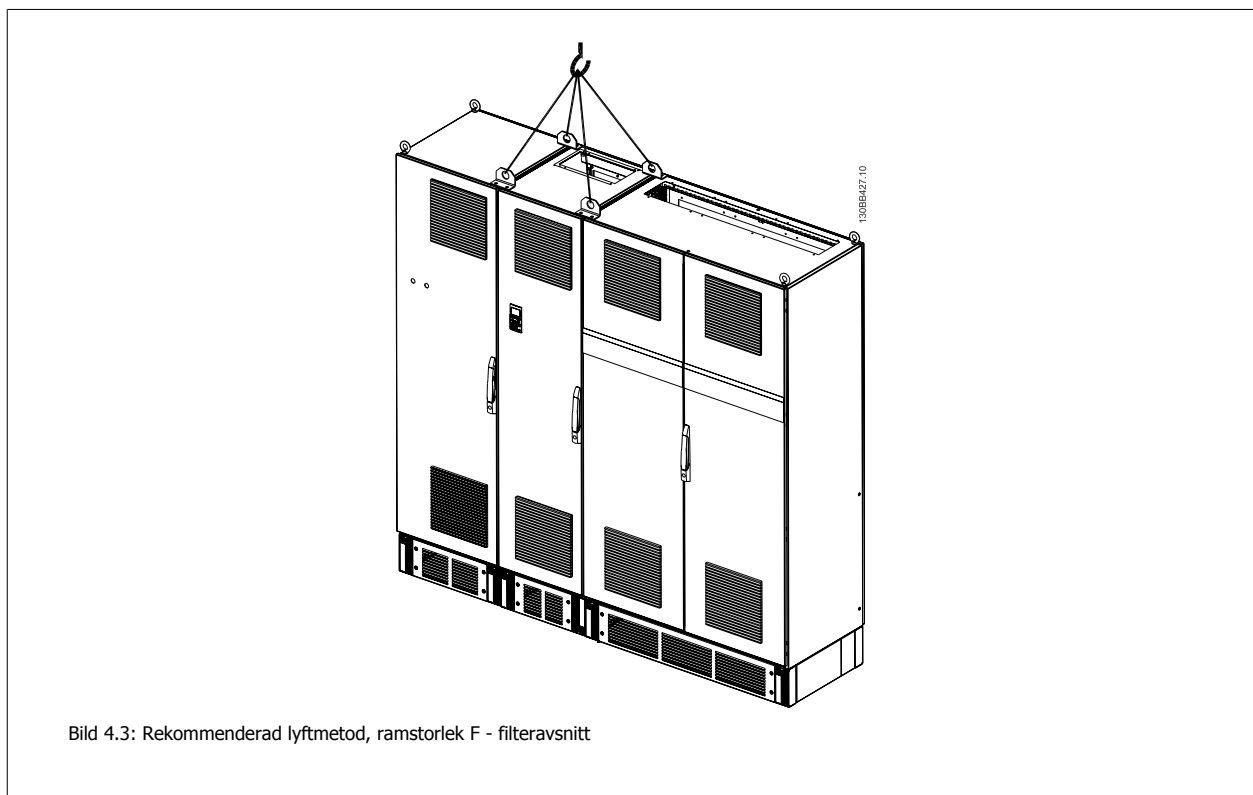 130BB427.10
Bild 4.3: Rekommenderad lyftmetod, ramstorlek F - filteravsnitt